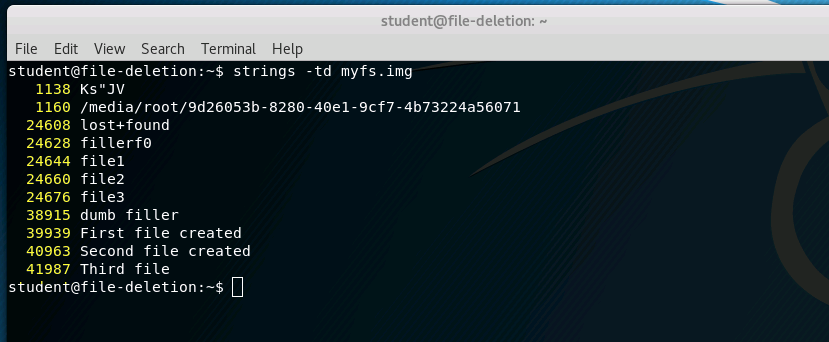 student@file-deletion: ~
File Edit View Search Terminal Help
student@file-deletion:~$ strings -td myfs.img
1138 Ks"JV
1160 /media/root/9d26053b-8280-40e1-9cf7-4b73224a56071
24608 lost+found
24628 fillerf0
24644 file1
24660 file2
24676 file3
38915 dumb filler
39939 First file created
40963 Second file created
41987 Third file
student@file-deletion:~$